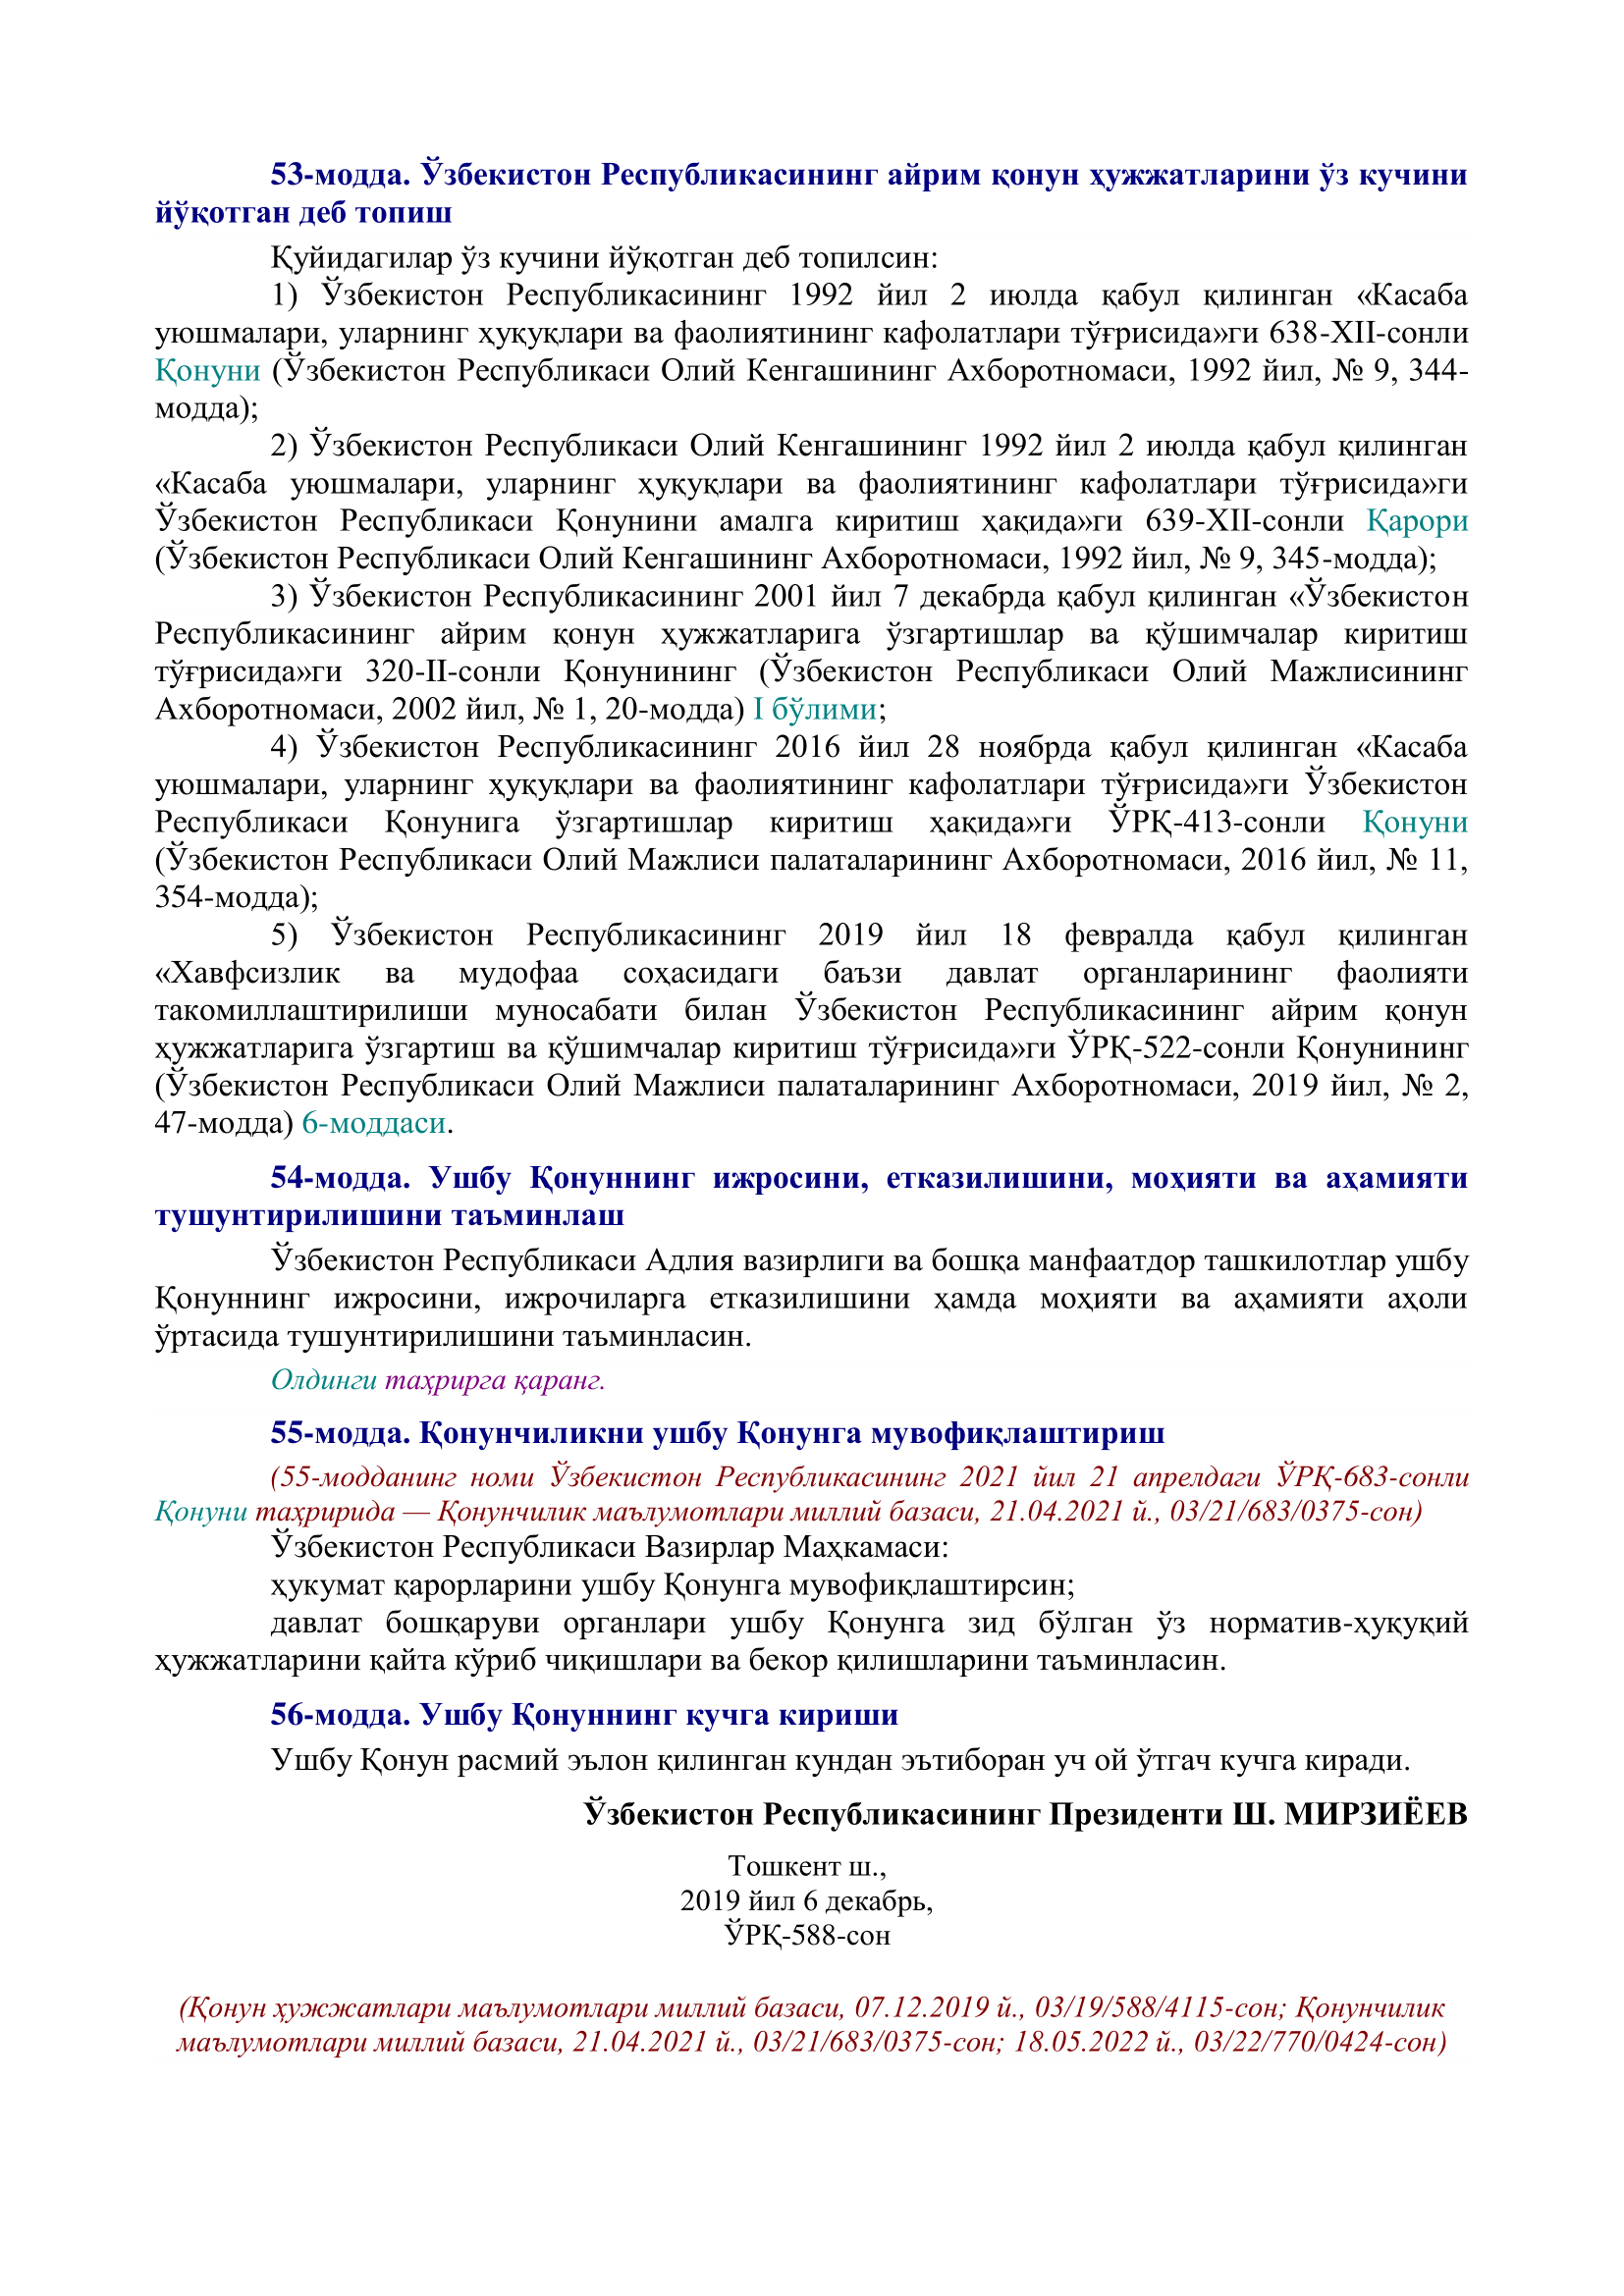 53-модда. Ўзбекистон Республикасининг айрим қонун ҳужжатларини ўз кучини
йўқотган деб топиш
Қуйидагилар ўз кучини йўқотган деб топилсин:
1) Ўзбекистон Республикасининг 1992 йил 2 июлда қабул қилинган «Касаба
уюшмалари, уларнинг ҳуқуқлари ва фаолиятининг кафолатлари тўғрисида»ги 638-XII-сонли
Қонуни (Ўзбекистон Республикаси Олий Кенгашининг Ахборотномаси, 1992 йил, № 9, 344-
модда);
2) Ўзбекистон Республикаси Олий Кенгашининг 1992 йил 2 июлда қабул қилинган
«Касаба уюшмалари, уларнинг ҳуқуқлари ва фаолиятининг кафолатлари тўғрисида»ги
Ўзбекистон Республикаси Қонунини амалга киритиш ҳақида»ги 639-XII-сонли Қарори
(Ўзбекистон Республикаси Олий Кенгашининг Ахборотномаси, 1992 йил, № 9, 345-модда);
3) Ўзбекистон Республикасининг 2001 йил 7 декабрда қабул қилинган «Ўзбекистон
Республикасининг айрим қонун ҳужжатларига ўзгартишлар ва қўшимчалар киритиш
тўғрисида»ги 320-II-сонли Қонунининг (Ўзбекистон Республикаси Олий Мажлисининг
Ахборотномаси, 2002 йил, № 1, 20-модда) I бўлими;
4) Ўзбекистон Республикасининг 2016 йил 28 ноябрда қабул қилинган «Касаба
уюшмалари, уларнинг ҳуқуқлари ва фаолиятининг кафолатлари тўғрисида»ги Ўзбекистон
Республикаси Қонунига ўзгартишлар киритиш ҳақида»ги ЎРҚ-413-сонли Қонуни
(Ўзбекистон Республикаси Олий Мажлиси палаталарининг Ахборотномаси, 2016 йил, № 11,
354-модда);
5) Ўзбекистон Республикасининг 2019 йил 18 февралда қабул қилинган
«Хавфсизлик ва мудофаа соҳасидаги баъзи давлат органларининг фаолияти
такомиллаштирилиши муносабати билан Ўзбекистон Республикасининг айрим қонун
ҳужжатларига ўзгартиш ва қўшимчалар киритиш тўғрисида»ги ЎРҚ-522-сонли Қонунининг
(Ўзбекистон Республикаси Олий Мажлиси палаталарининг Ахборотномаси, 2019 йил, № 2,
47-модда) 6-моддаси.
54-модда. Ушбу Қонуннинг ижросини, етказилишини, моҳияти ва аҳамияти
тушунтирилишини таъминлаш
Ўзбекистон Республикаси Адлия вазирлиги ва бошқа манфаатдор ташкилотлар ушбу
Қонуннинг ижросини, ижрочиларга етказилишини ҳамда моҳияти ва аҳамияти аҳоли
ўртасида тушунтирилишини таъминласин.
Олдинги таҳрирга қаранг.
55-модда. Қонунчиликни ушбу Қонунга мувофиқлаштириш
(55-модданинг номи Ўзбекистон Республикасининг 2021 йил 21 апрелдаги ЎРҚ-683-сонли
Қонуни таҳририда — Қонунчилик маълумотлари миллий базаси, 21.04.2021 й., 03/21/683/0375-сон)
Ўзбекистон Республикаси Вазирлар Маҳкамаси:
ҳукумат қарорларини ушбу Қонунга мувофиқлаштирсин;
давлат бошқаруви органлари ушбу Қонунга зид бўлган ўз норматив-ҳуқуқий
ҳужжатларини қайта кўриб чиқишлари ва бекор қилишларини таъминласин.
56-модда. Ушбу Қонуннинг кучга кириши
Ушбу Қонун расмий эълон қилинган кундан эътиборан уч ой ўтгач кучга киради.
Ўзбекистон Республикасининг Президенти Ш. МИРЗИЁЕВ
Тошкент ш.,
2019 йил 6 декабрь,
ЎРҚ-588-сон
(Қонун ҳужжатлари маълумотлари миллий базаси, 07.12.2019 й., 03/19/588/4115-сон; Қонунчилик
маълумотлари миллий базаси, 21.04.2021 й., 03/21/683/0375-сон; 18.05.2022 й., 03/22/770/0424-сон)